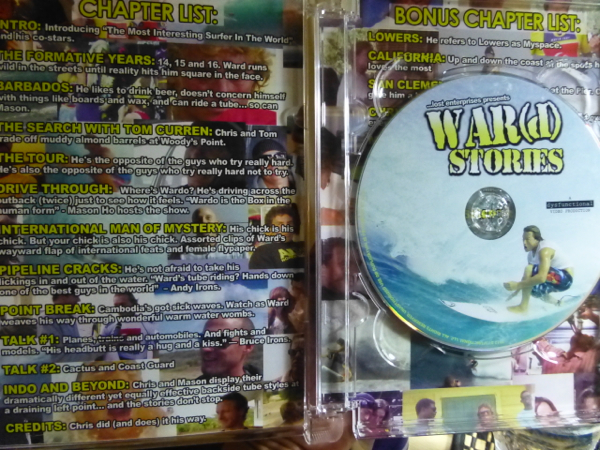 CHAPTER LIST:
INTRO: Introducing "The Most Interesting Surfer In The World"
and his co-stars.
THE FORMATIVE YEARS: 14, 15 and 16. Ward runs
wild in the streets until reality hits him square in the face.
BARBADOS: He likes to drink beer, doesn't concern himself
with things like boards and wax, and can ride a tube... so can
Mason.
THE SEARCH WITH TOM CURREN: Chris and Tom
trade off muddy almond barrels at Woody's Point.
THE TOUR: He's the opposite of the guys who try really hard.
He's also the opposite of the guys who try really hard not to try.
DRIVE THROUGH: Where's Wardo? He's driving across the
outback (twice) just to see how it feels. "Wardo is the Box in the
human form" - Mason Ho hosts the show.
INTERNATIONAL MAN OF MYSTERY: His chick is his
chick. But your chick is also his chick. Assorted clips of Ward's
wayward flap of international feats and female flypaper.
PIPELINE CRACKS: He's not afraid to take his
lickings in and out of the water. "Ward's tube riding? Hands down
one of the best guys in the world" - Andy Irons.
POINT BREAK: Cambodia's got sick waves. Watch as Ward
weaves his way through wonderful warm water wombs.
TALK #1: Planes, trains and automobiles. And fights and
models. "His headbutt is really a hug and a kiss." — Bruce Irons.
TALK #2: Cactus and Coast Guard
INDO AND BEYOND: Chris and Mason display their
dramatically different yet equally effective backside tube styles at
a draining left point... and the stories don't stop.
CREDITS: Chris did (and does) it his way.
BONUS CHAPTER LIST:
LOWERS: He refers to Lowers as Myspace.
CALIFORNIA: Up and down the coast at the spots he
loves the most
SAN CLEM
at the Pier
...lost enterprises presents
WAR(d)
STORIES
dysfunctional